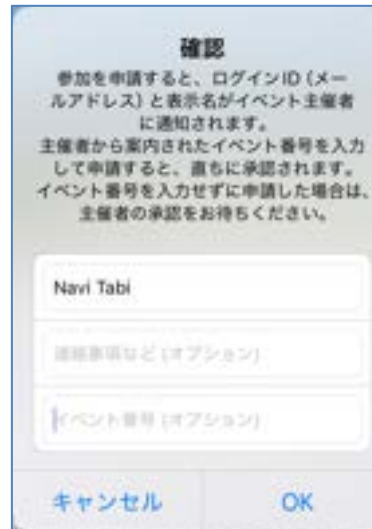 確認
参加を申請すると、ログインID（メー
ルアドレス）と表示名がイベント主催者
に通知されます。
主催者から案内されたイベント番号を入力
して申請すると、直ちに承認されます。
イベント番号を入力せずに申請した場合は、
主催者の承認をお待ちください。
Navi Tabi
連絡事項など (オプション)
イベント番号 (オプション)
キャンセル
OK